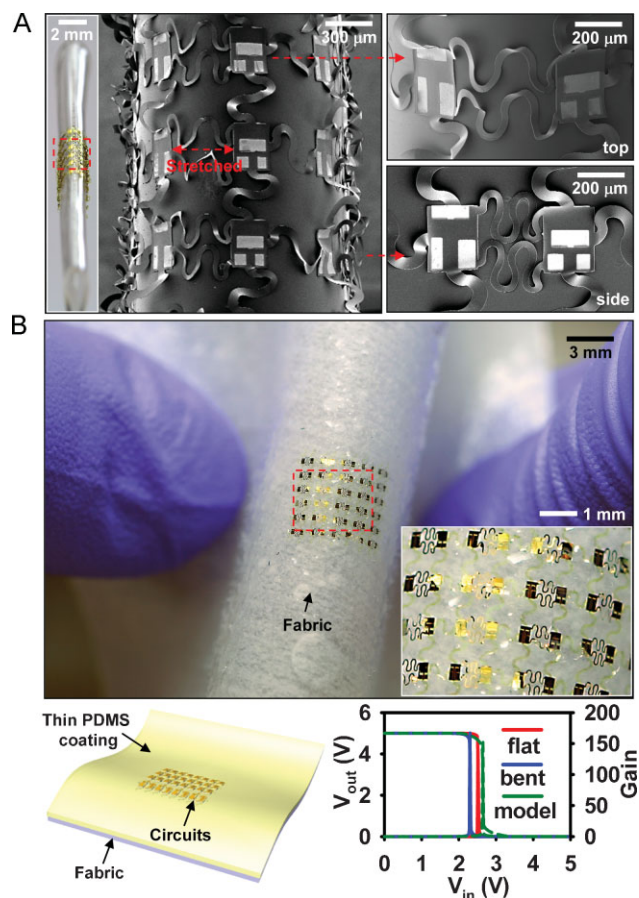 A
2 mm
300 μm
Stretched
200 μm
top
200 μm
side
B
3 mm
1 mm
Fabric
Thin PDMS
coating
Circuits
Fabric
6
4
2
0
Vout (V)
flat
bent
model
200
150
100
50
0
Gain
0 1 2 3 4 5
Vin (V)